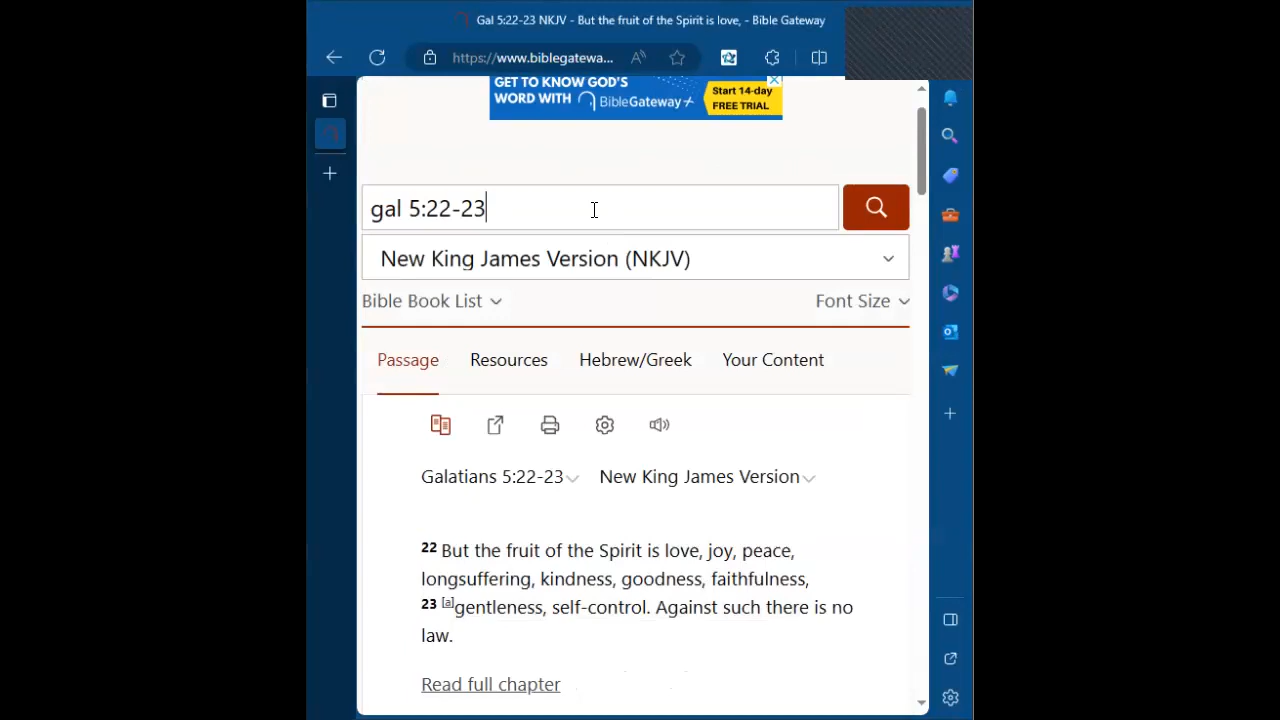 Gal 5:22-23 NKJV - But the fruit of the Spirit is love, - Bible Gateway
https://www.biblegatewa...
GET TO KNOW GOD'S
WORD WITH BibleGateway+
Start 14-day
FREE TRIAL
gal 5:22-23
New King James Version (NKJV)
Bible Book List
Font Size
Passage Resources Hebrew/Greek Your Content
Galatians 5:22-23 New King James Version
22 But the fruit of the Spirit is love, joy, peace,
longsuffering, kindness, goodness, faithfulness,
23 [a]gentleness, self-control. Against such there is no
law.
Read full chapter